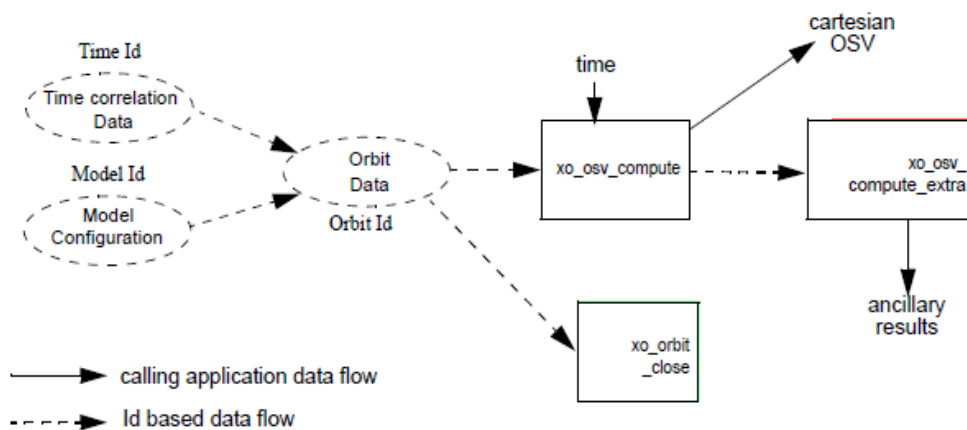 Time Id
Time correlation
Data
Model Id
Model
Configuration
Orbit
Data
Orbit Id
time
xo_osv_compute
cartesian
OSV
xo_osv_
compute_extra
ancillary
results
xo_orbit
_close
calling application data flow
Id based data flow